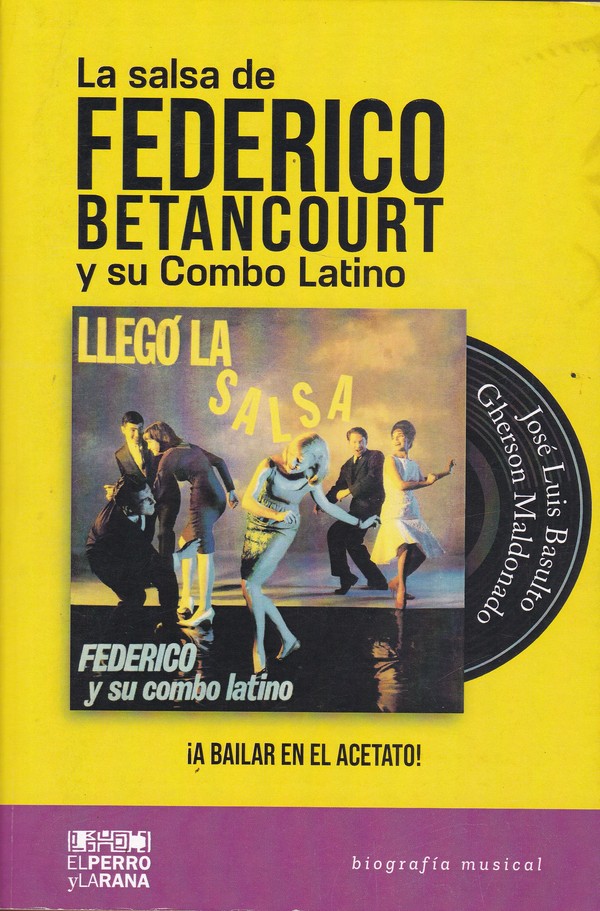 La salsa de
FEDERICO
BETANCOURT
y su Combo Latino
LLEGÓ LA
SALSA
José Luis Basulto
Gherson Maldonado
FEDERICO
y su combo latino
¡A BAILAR EN EL ACETATO!
EL PERRO
y LA RANA
biografía musical